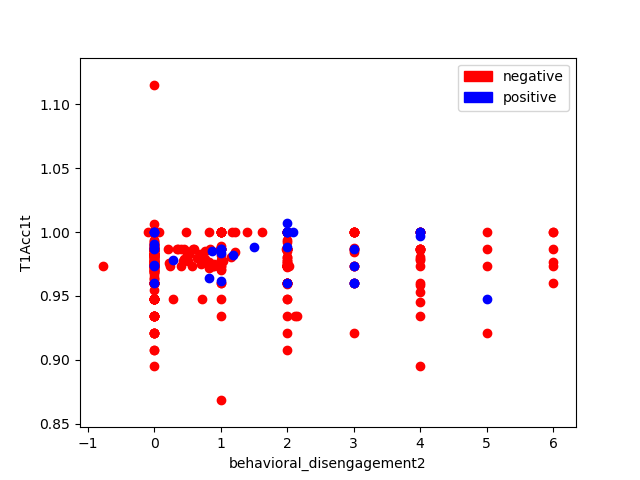 negative
positive
1.10
1.05
1.00
0.95
0.90
0.85
T1Acc1t
−1 0 1 2 3 4 5 6
behavioral_disengagement2